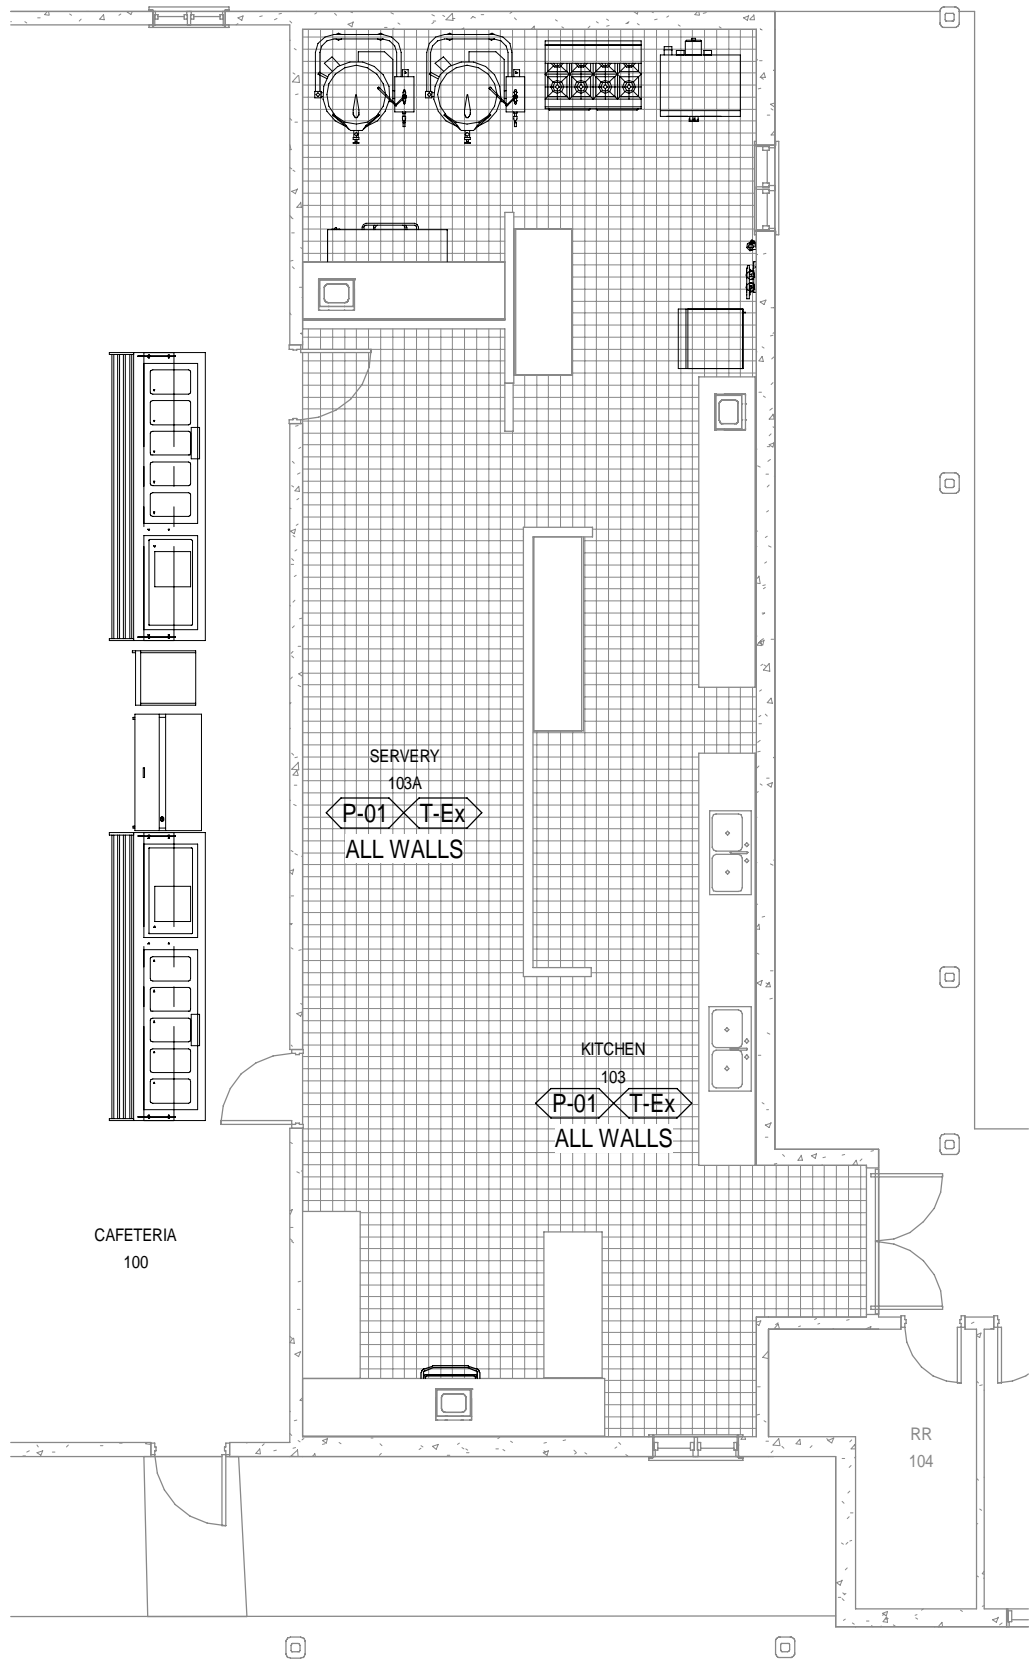 SERVERY
103A
P-01 T-Ex
ALL WALLS
KITCHEN
103
P-01 T-Ex
ALL WALLS
CAFETERIA
100
RR
104